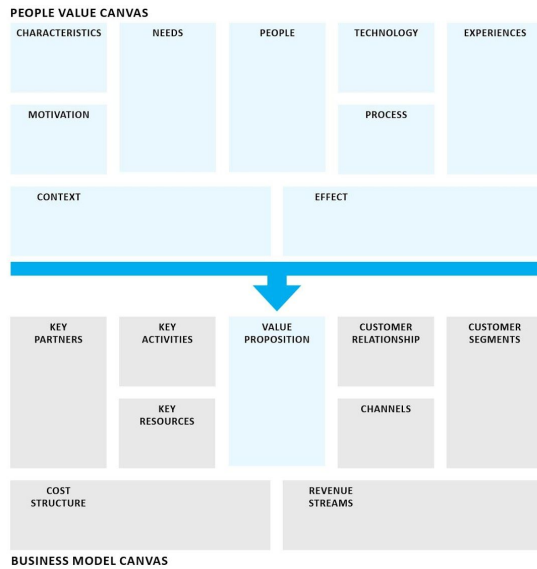 PEOPLE VALUE CANVAS
CHARACTERISTICS
NEEDS
PEOPLE
TECHNOLOGY
EXPERIENCES
MOTIVATION
PROCESS
CONTEXT
EFFECT
KEY
PARTNERS
KEY
ACTIVITIES
VALUE
PROPOSITION
CUSTOMER
RELATIONSHIP
CUSTOMER
SEGMENTS
KEY
RESOURCES
CHANNELS
COST
STRUCTURE
REVENUE
STREAMS
BUSINESS MODEL CANVAS